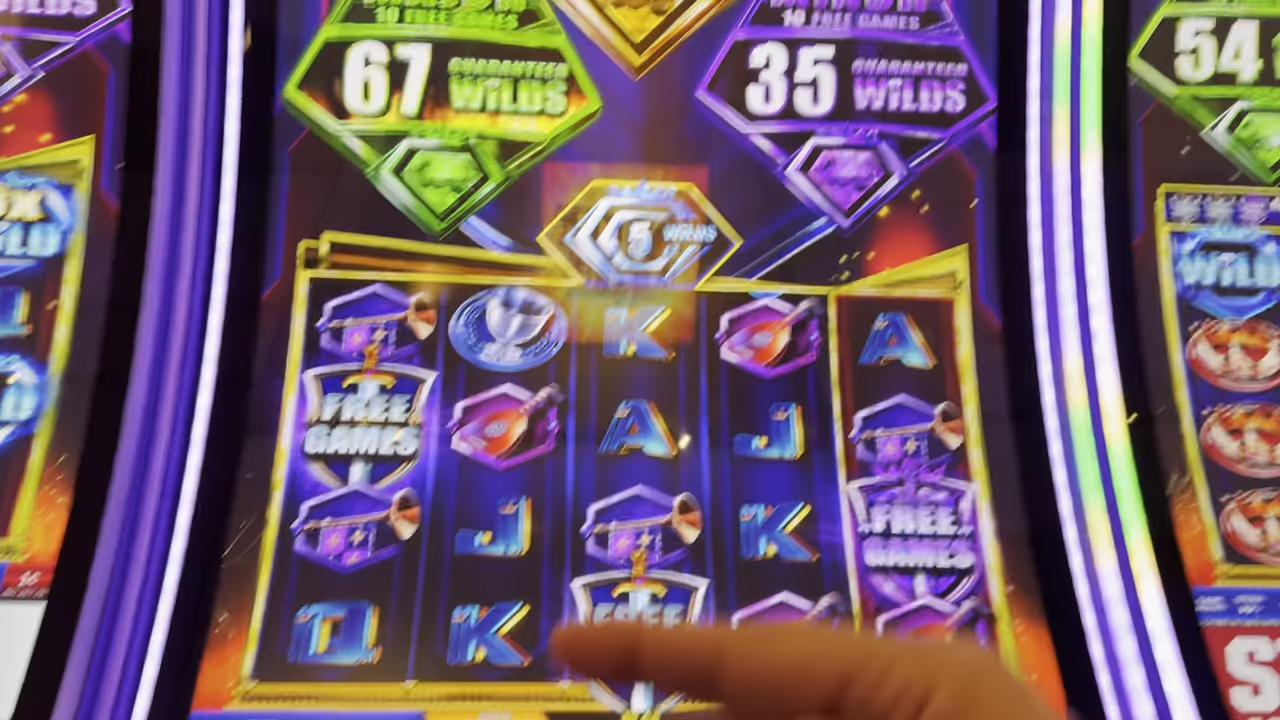 10 FREE GAMES
67 GUARANTEED
WILDS
10 FREE GAMES
35 GUARANTEED
WILDS
54
5 WILDS
WILD
K
A
FREE
GAMES
A
J
J
K
FREE
GAMES
Q
K
FREE